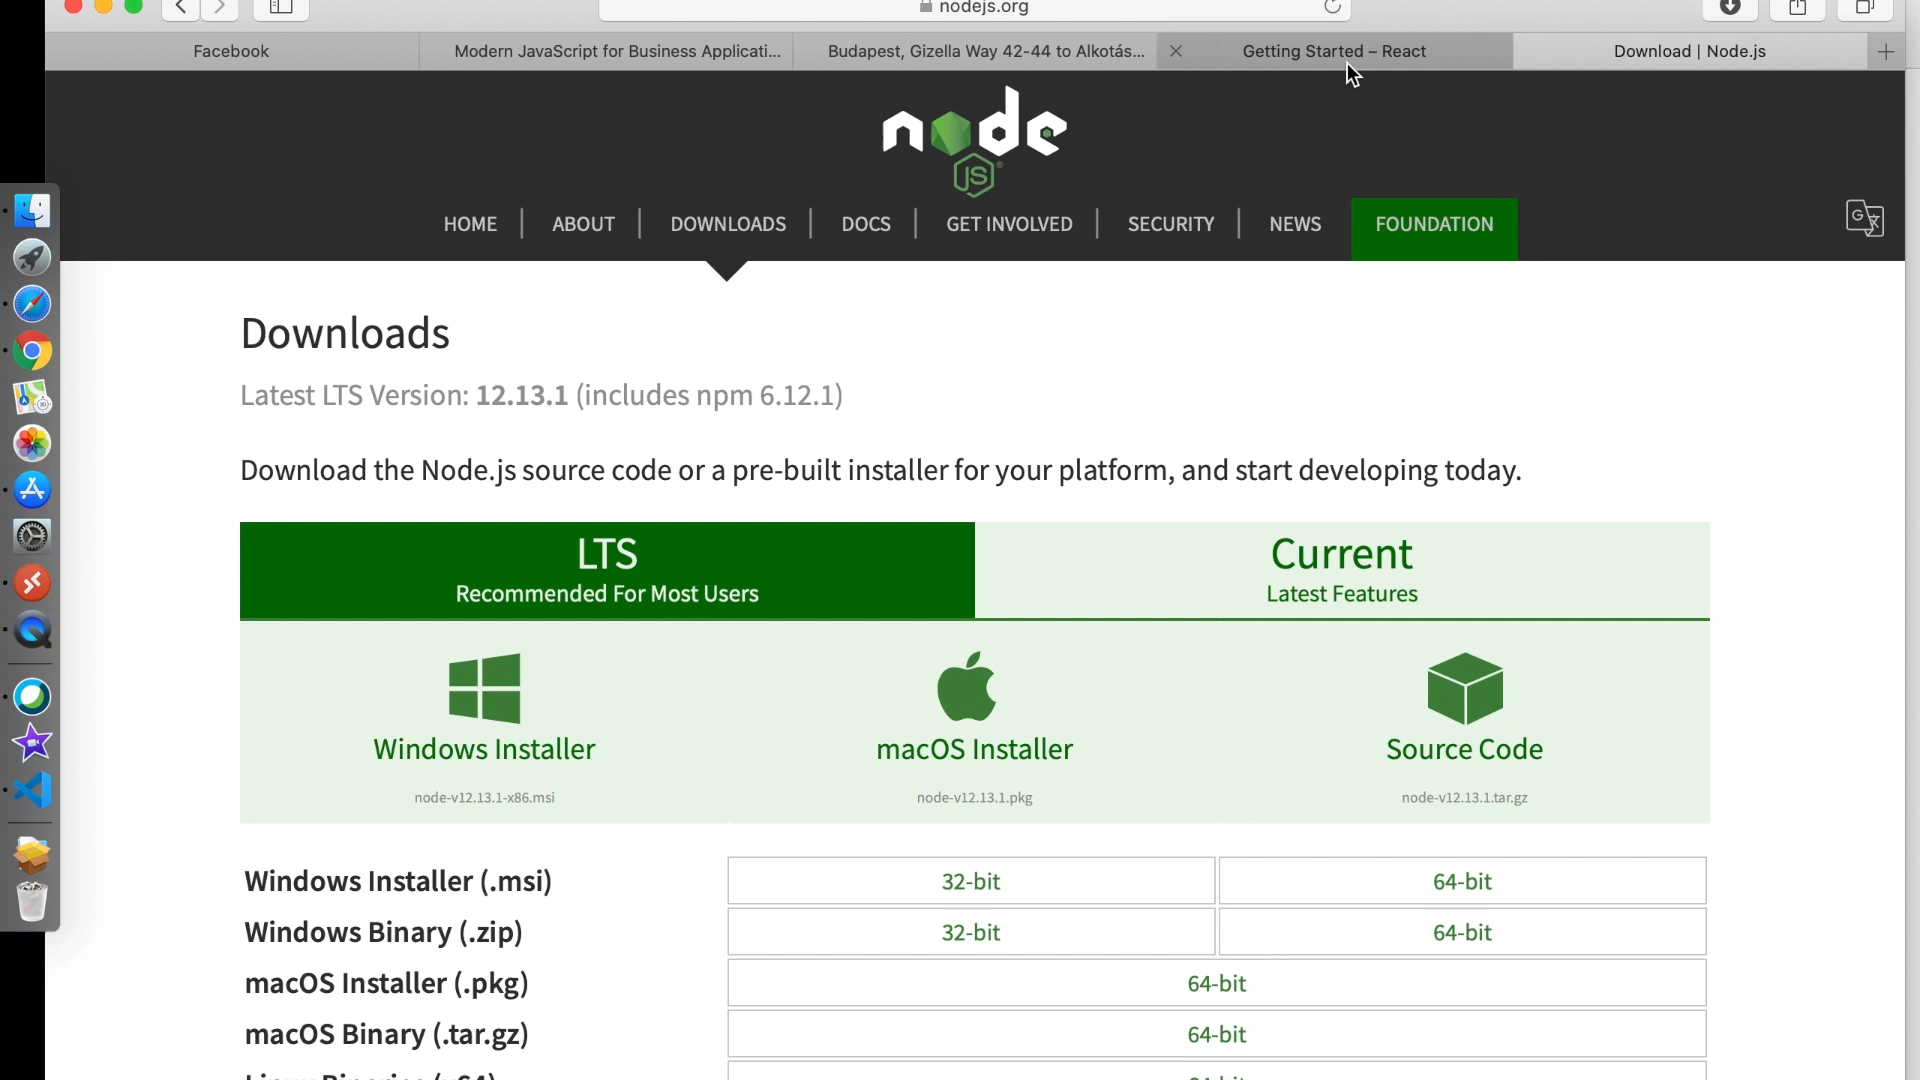 nodejs.org
Facebook
Modern JavaScript for Business Applicati...
Budapest, Gizella Way 42-44 to Alkotás...
Getting Started – React
Download | Node.js
node
JS
HOME
ABOUT
DOWNLOADS
DOCS
GET INVOLVED
SECURITY
NEWS
FOUNDATION
Downloads
Latest LTS Version: 12.13.1 (includes npm 6.12.1)
Download the Node.js source code or a pre-built installer for your platform, and start developing today.
LTS
Recommended For Most Users
Current
Latest Features
Windows Installer
node-v12.13.1-x86.msi
macOS Installer
node-v12.13.1.pkg
Source Code
node-v12.13.1.tar.gz
Windows Installer (.msi)
32-bit
64-bit
Windows Binary (.zip)
32-bit
64-bit
macOS Installer (.pkg)
64-bit
macOS Binary (.tar.gz)
64-bit